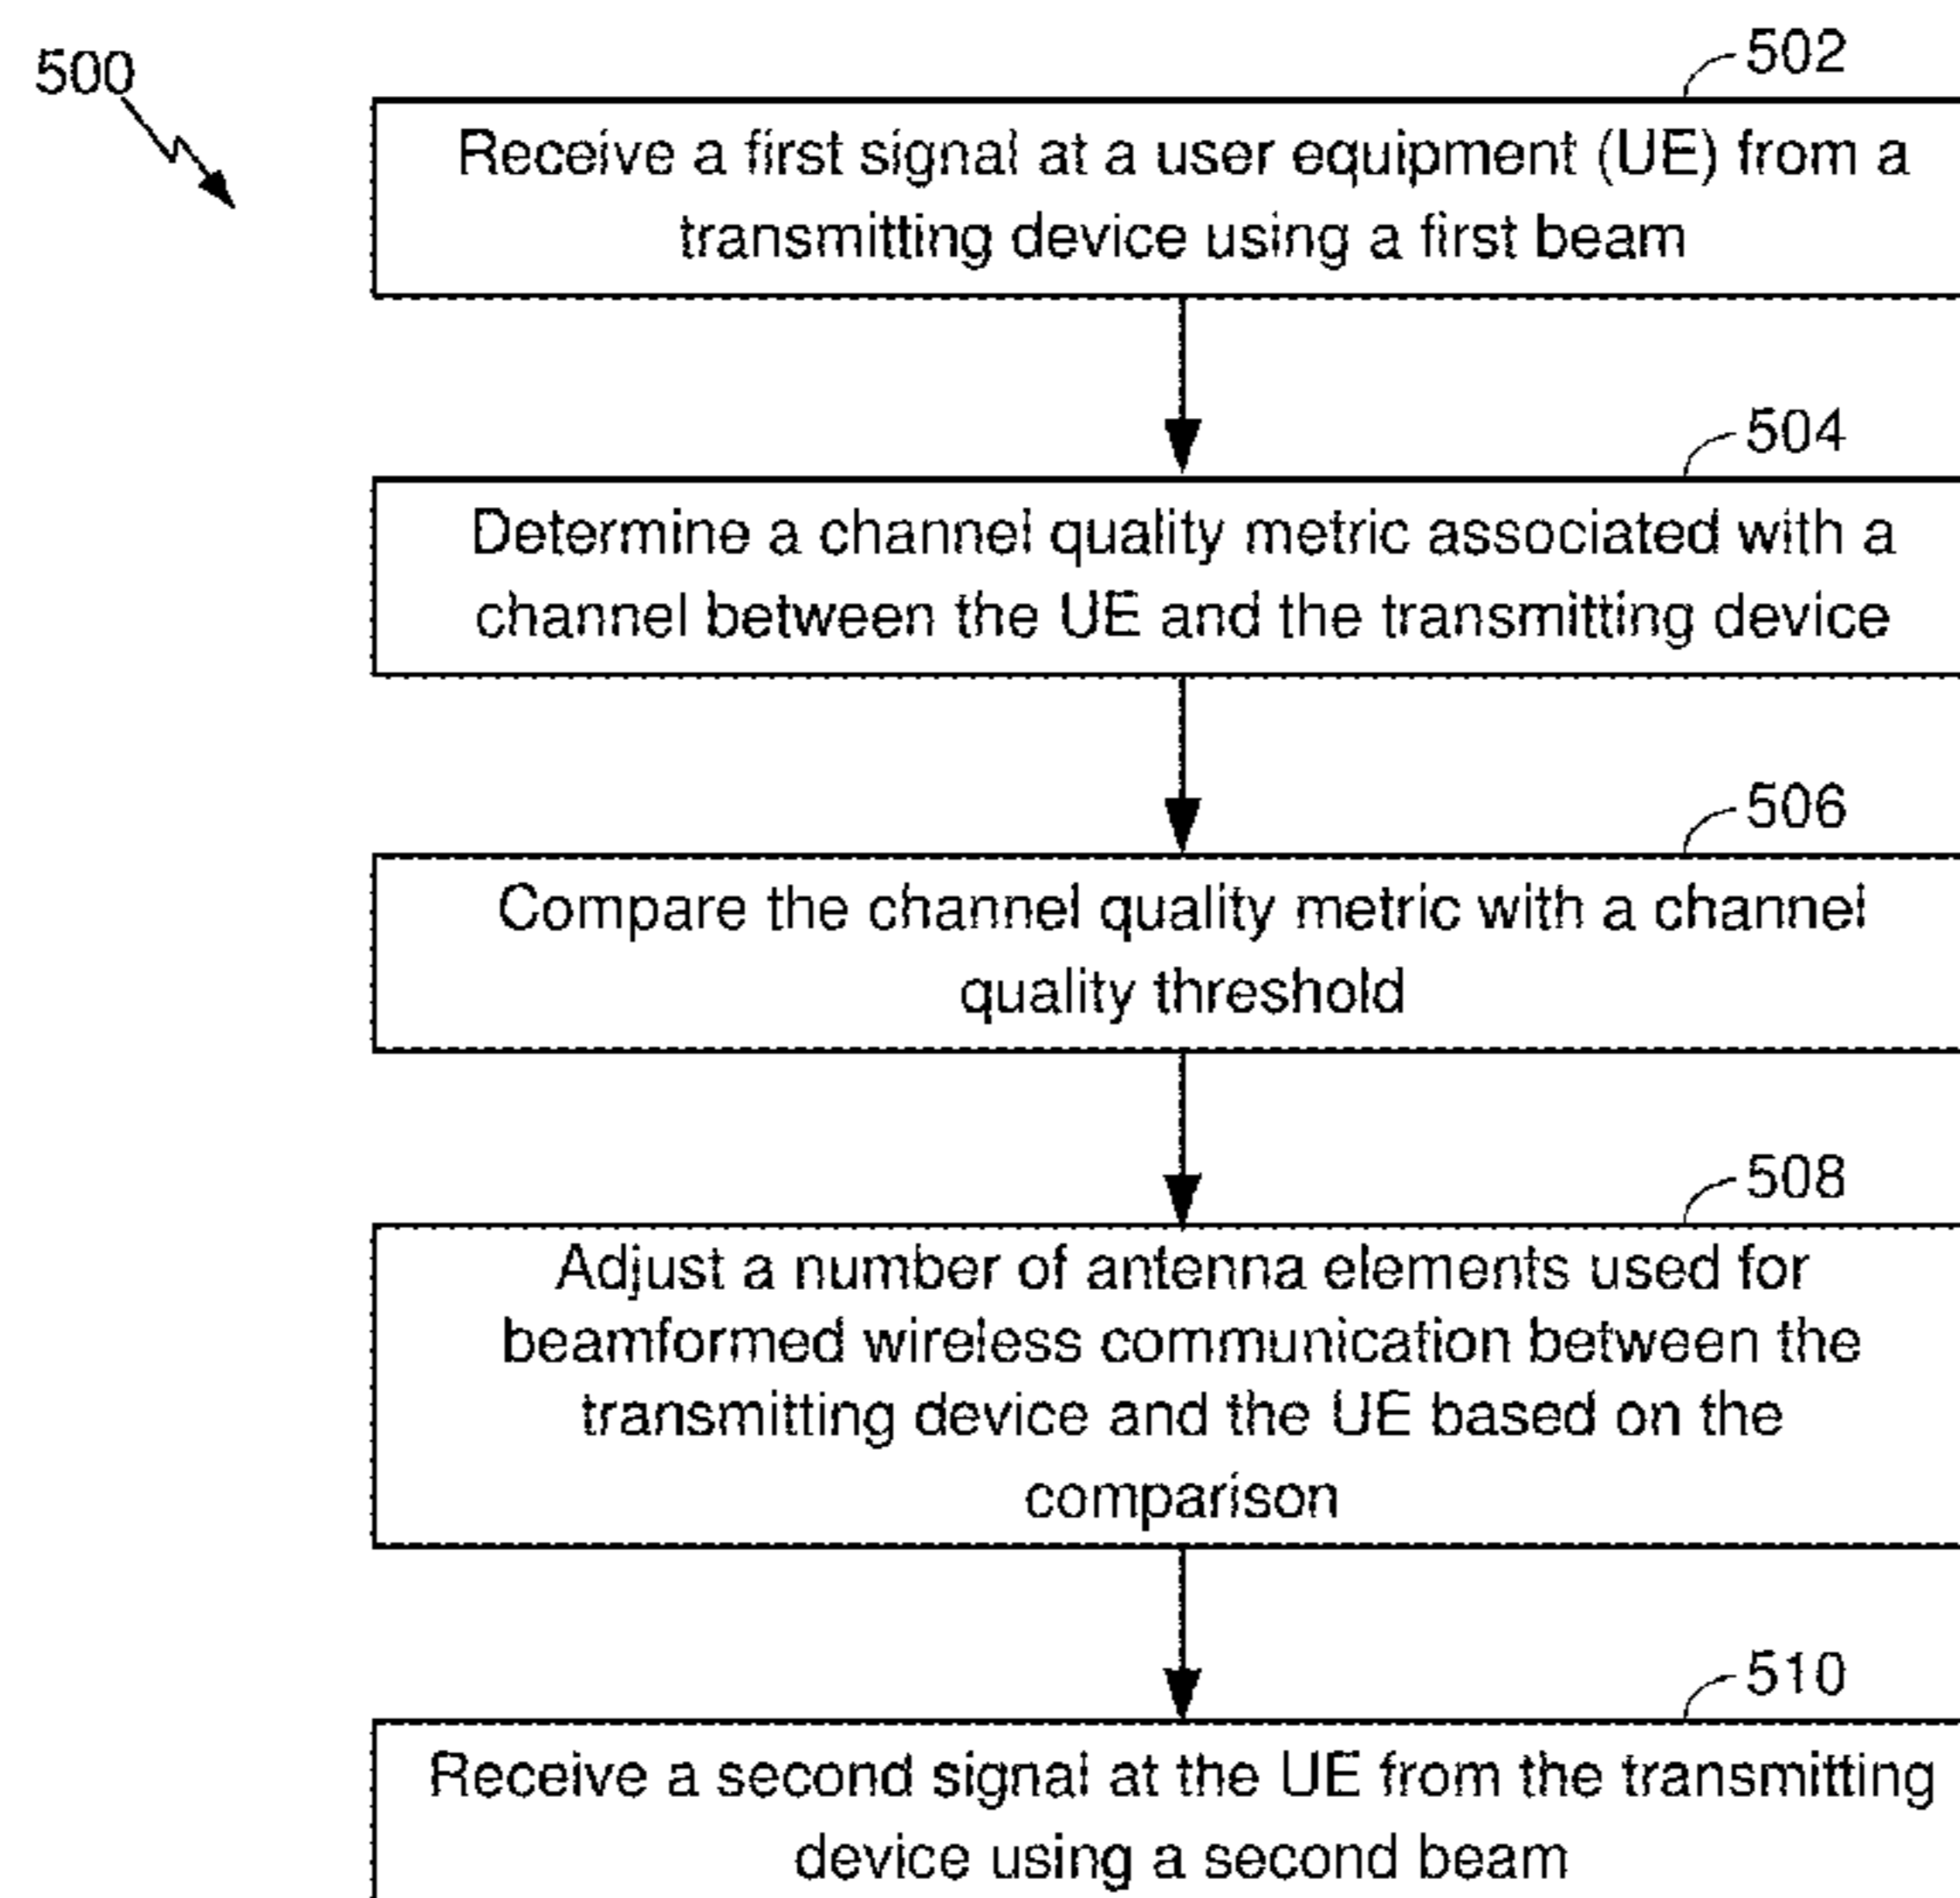 500
502
Receive a first signal at a user equipment (UE) from a
transmitting device using a first beam
504
Determine a channel quality metric associated with a
channel between the UE and the transmitting device
506
Compare the channel quality metric with a channel
quality threshold
508
Adjust a number of antenna elements used for
beamformed wireless communication between the
transmitting device and the UE based on the
comparison
510
Receive a second signal at the UE from the transmitting
device using a second beam